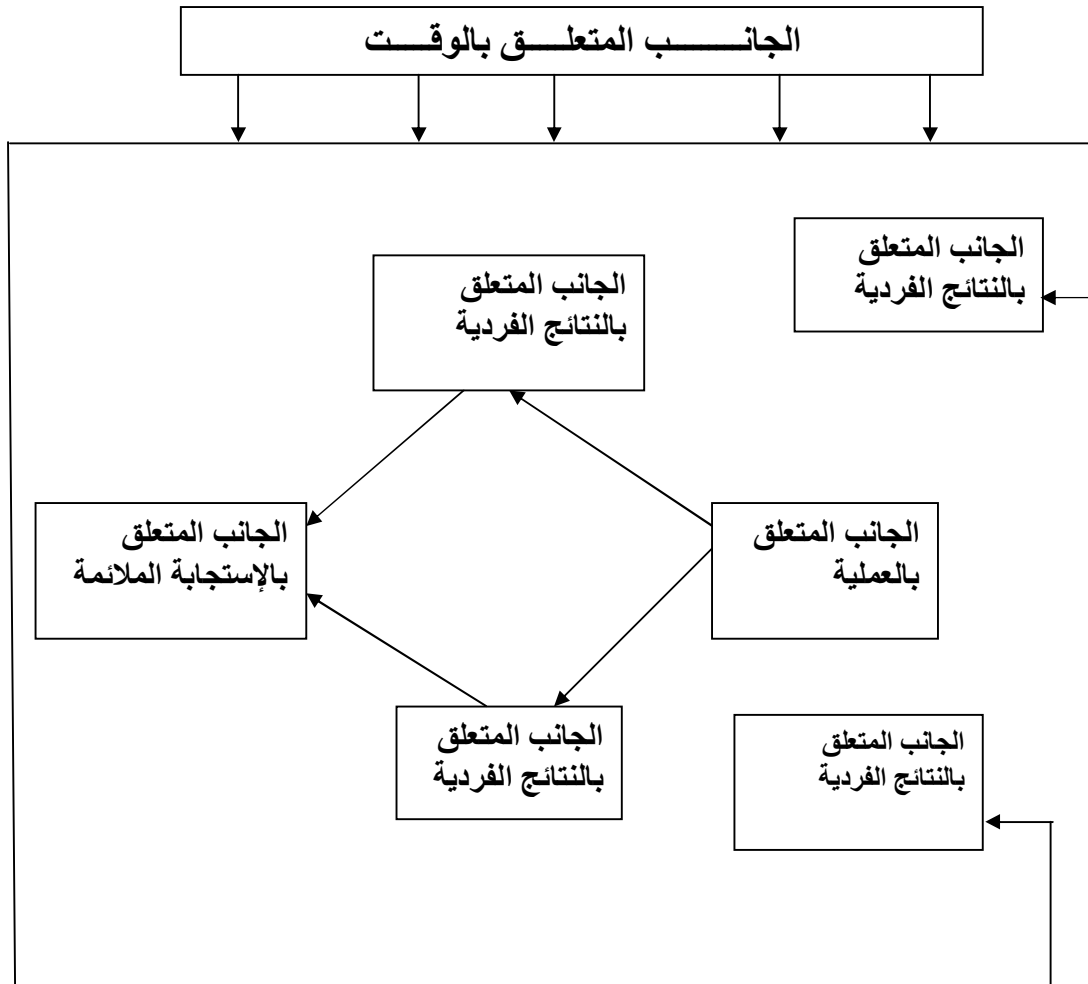 الجانب المتعلق بالوقت
الجانب المتعلق
بالنتائج الفردية
الجانب المتعلق
بالنتائج الفردية
الجانب المتعلق
بالعملية
الجانب المتعلق
بالإستجابة الملائمة
الجانب المتعلق
بالنتائج الفردية
الجانب المتعلق
بالنتائج الفردية